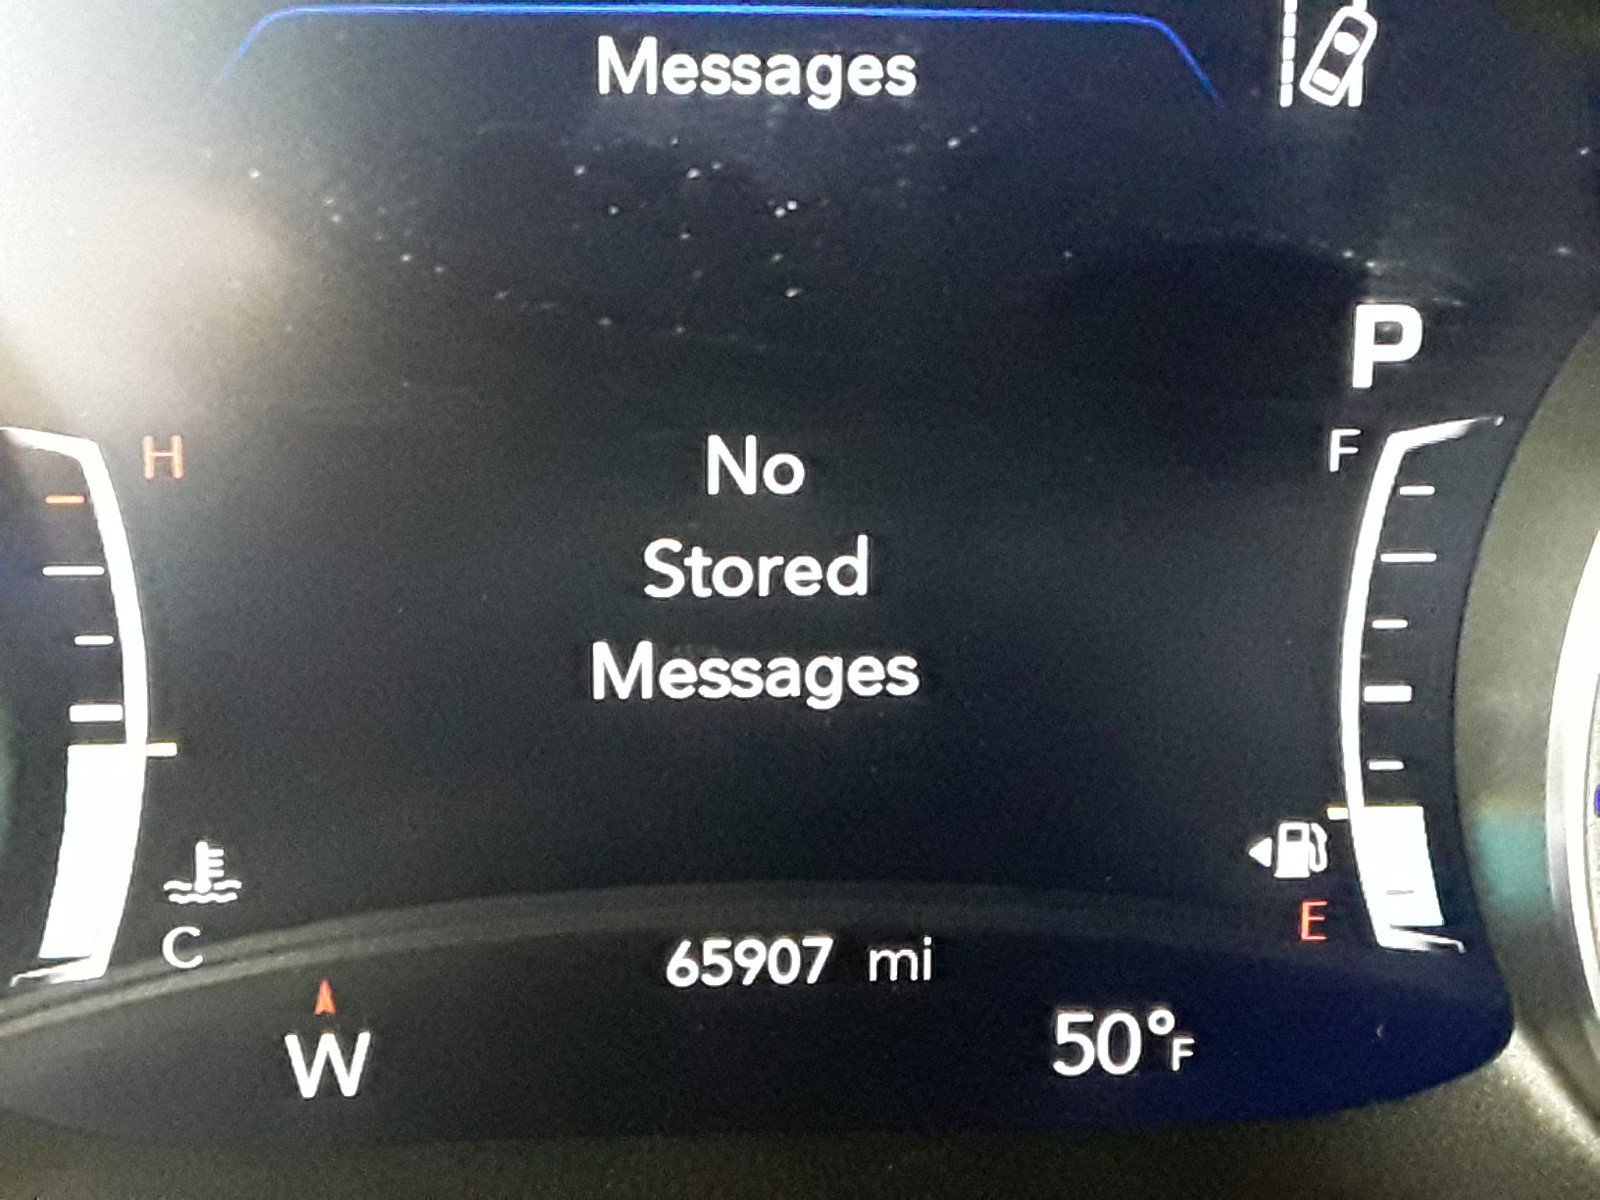 Messages
P
H
F
No
Stored
Messages
E
C
65907 mi
W
50°F